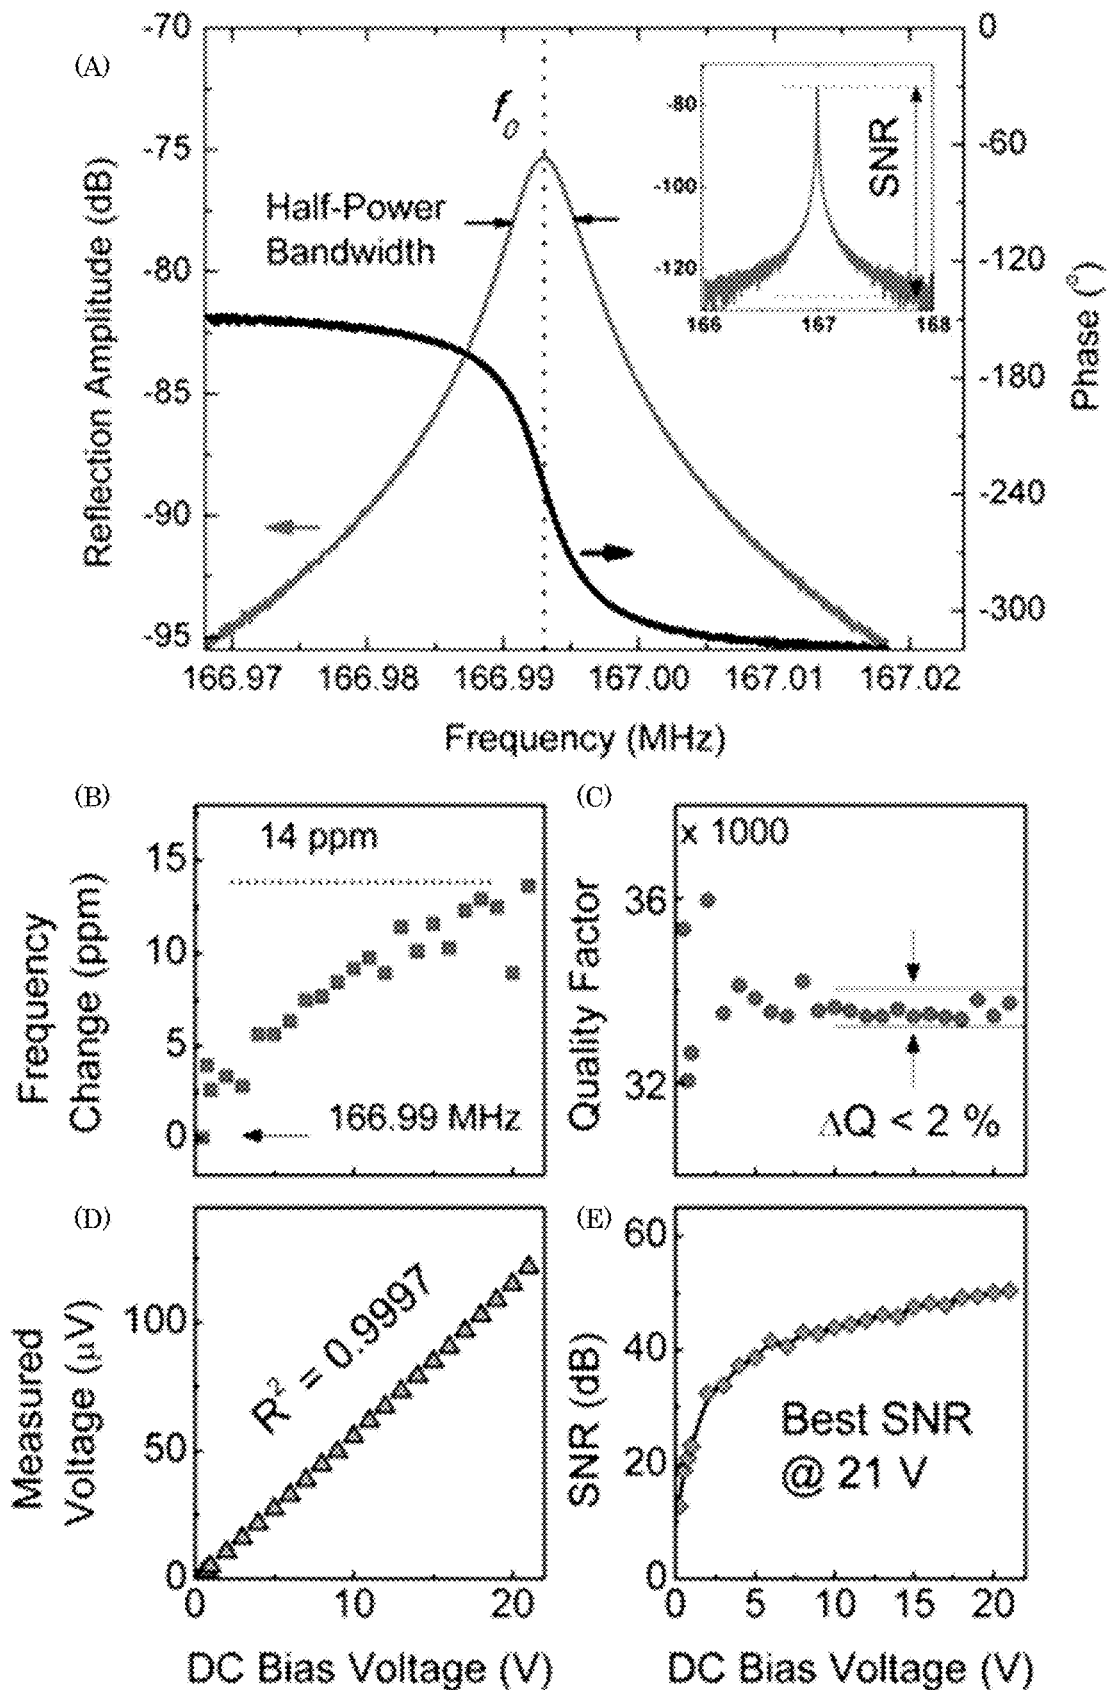 (A)
-70
-75
-80
-85
-90
-95
Reflection Amplitude (dB)
f0
Half-Power
Bandwidth
0
-60
-120
-180
-240
-300
Phase (°)
-80
-100
-120
166
167
168
SNR
166.97
166.98
166.99
167.00
167.01
167.02
Frequency (MHz)
(B)
15
10
5
0
Frequency
Change (ppm)
14 ppm
166.99 MHz
(C)
x 1000
36
32
Quality Factor
ΔQ < 2 %
(D)
100
50
0
Measured
Voltage (μV)
R² = 0.9997
0
10
20
DC Bias Voltage (V)
(E)
60
40
20
0
SNR (dB)
Best SNR
@ 21 V
0
5
10
15
20
DC Bias Voltage (V)